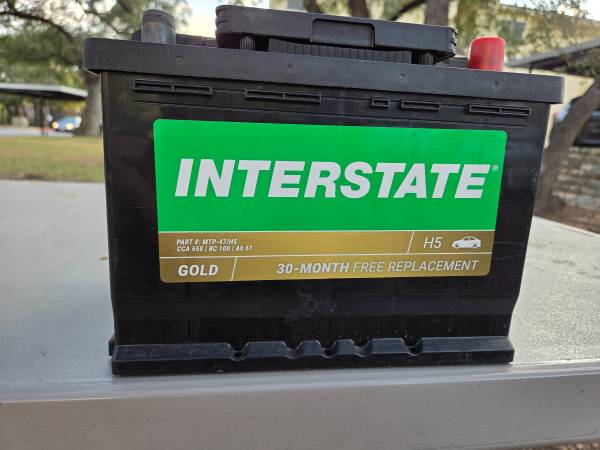 INTERSTATE®
PART #: MTP-47/H5
CCA 650 | RC 100 | Ah 61
H5
GOLD
30-MONTH FREE REPLACEMENT